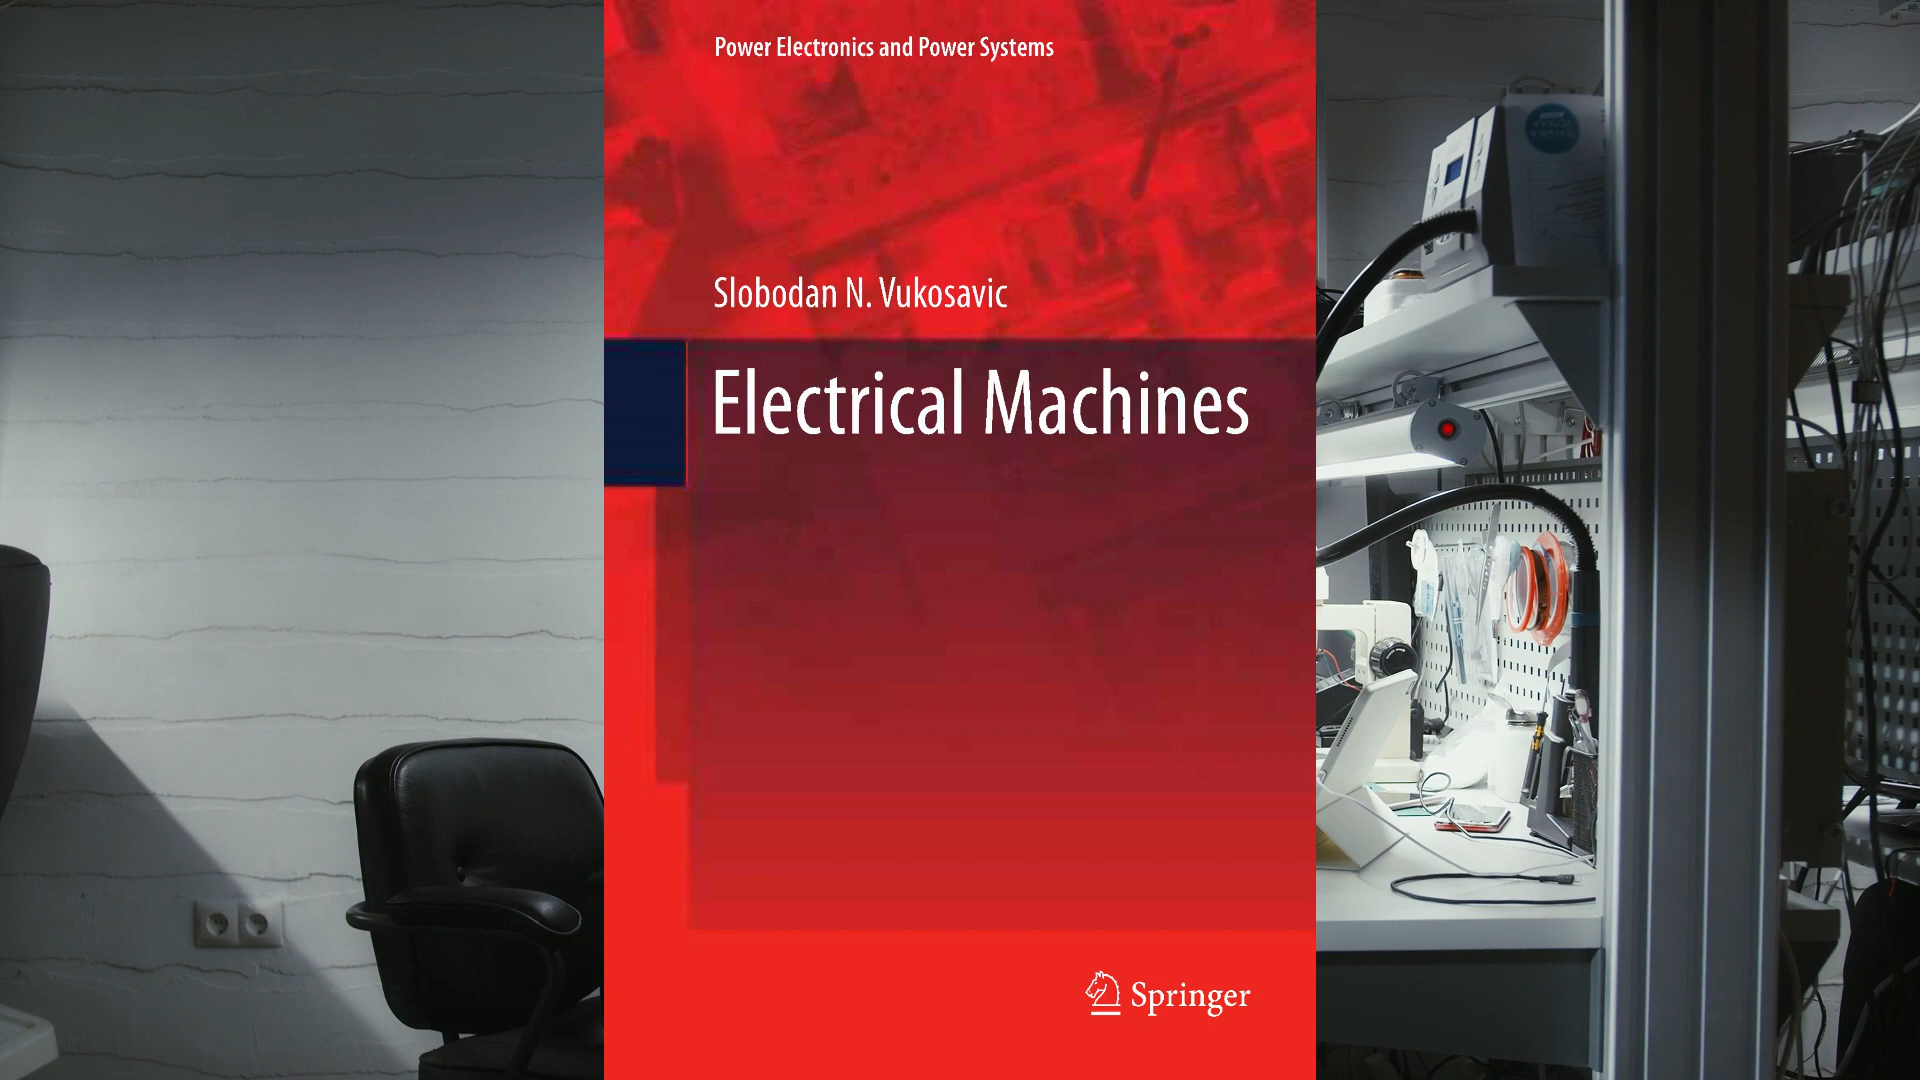 Power Electronics and Power Systems
Slobodan N. Vukosavic
Electrical Machines
Springer